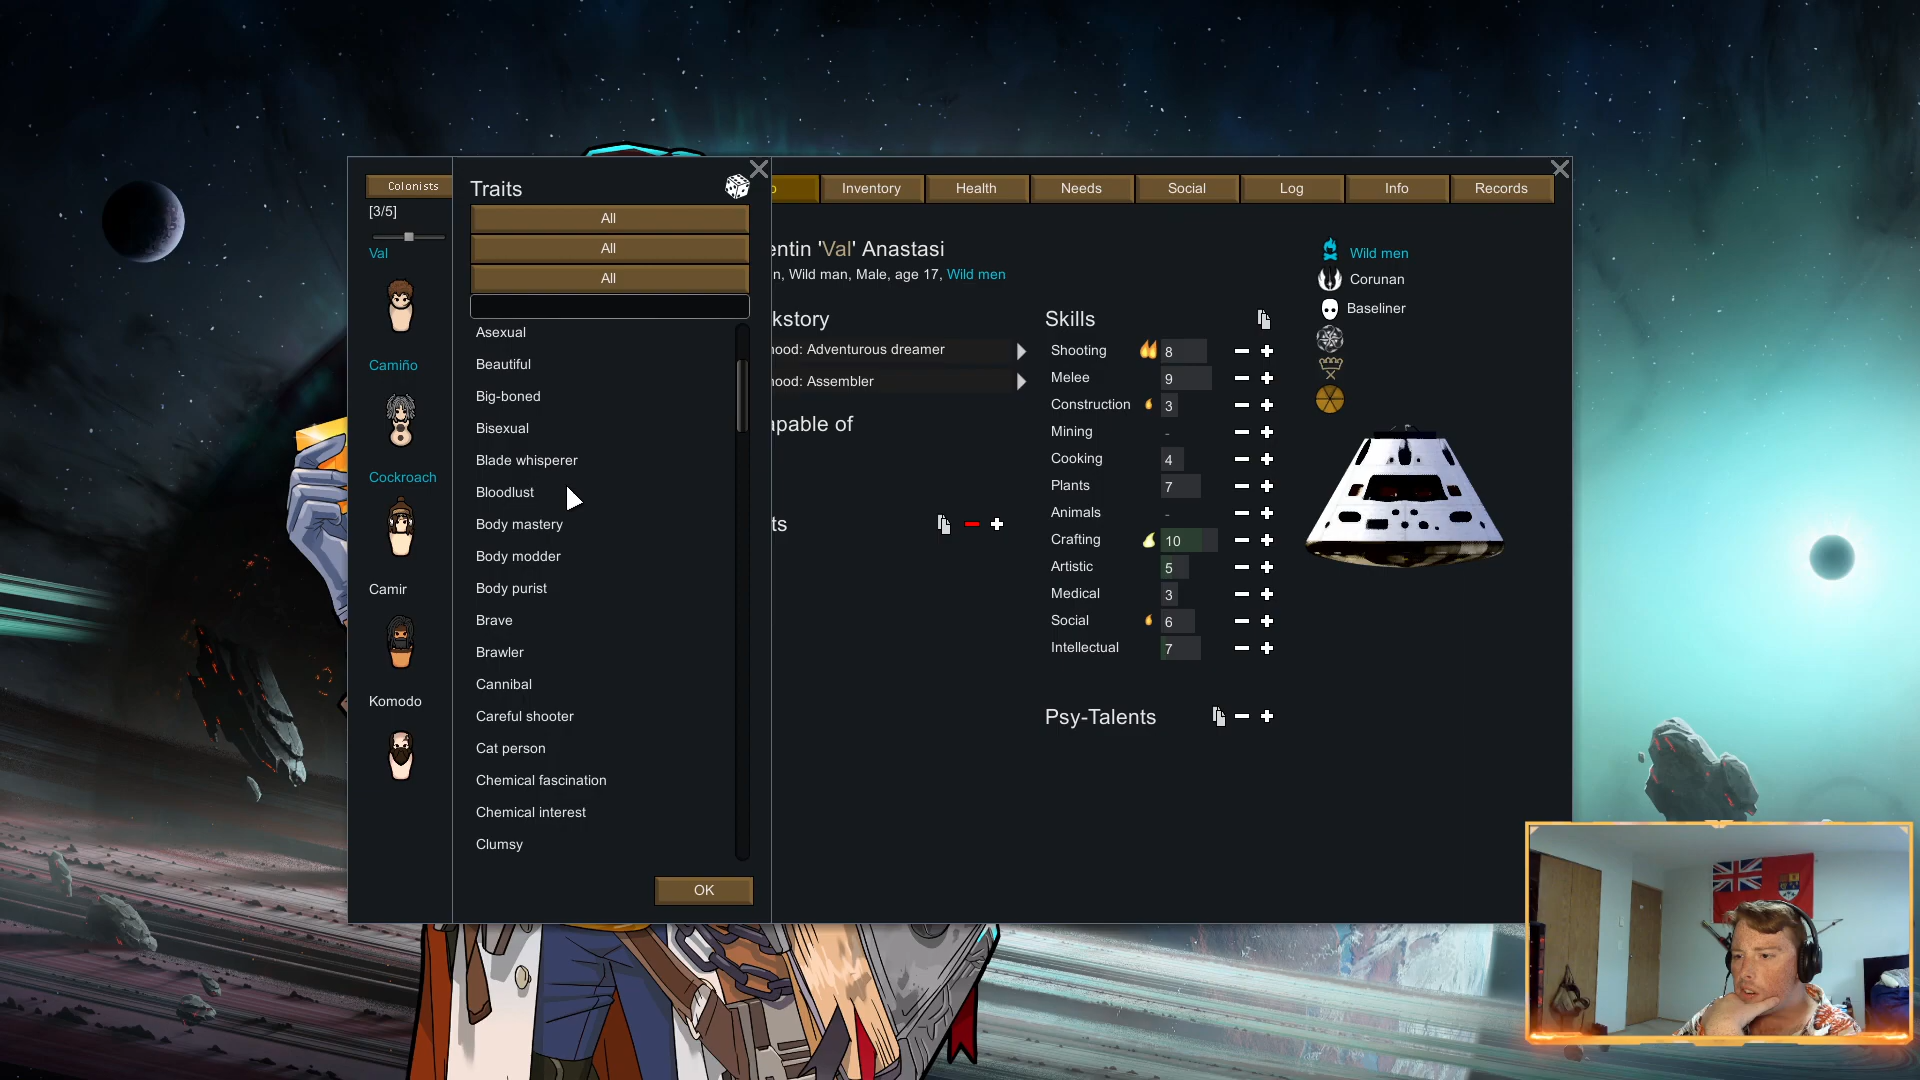 Colonists
[3/5]
Val
Camiño
Cockroach
Camir
Komodo
Traits
All
All
All
Asexual
Beautiful
Big-boned
Bisexual
Blade whisperer
Bloodlust
Body mastery
Body modder
Body purist
Brave
Brawler
Cannibal
Careful shooter
Cat person
Chemical fascination
Chemical interest
Clumsy
OK
o
Inventory
Health
Needs
Social
Log
Info
Records
entin 'Val' Anastasi
n, Wild man, Male, age 17, Wild men
kstory
hood: Adventurous dreamer
hood: Assembler
apable of
ts
Skills
Shooting 8
Melee 9
Construction 3
Mining -
Cooking 4
Plants 7
Animals -
Crafting 10
Artistic 5
Medical 3
Social 6
Intellectual 7
Psy-Talents
Wild men
Corunan
Baseliner